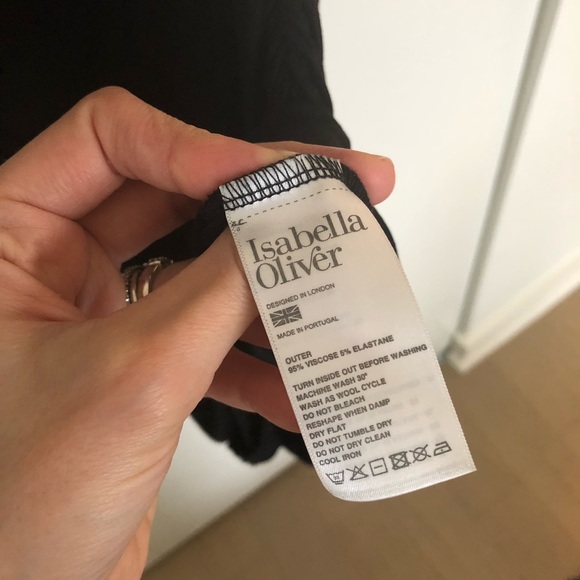 Isabella
Oliver
DESIGNED IN LONDON
MADE IN PORTUGAL
OUTER
95% VISCOSE 5% ELASTANE
TURN INSIDE OUT BEFORE WASHING
MACHINE WASH 30°
WASH AS WOOL CYCLE
DO NOT BLEACH
RESHAPE WHEN DAMP
DRY FLAT
DO NOT TUMBLE DRY
DO NOT DRY CLEAN
COOL IRON